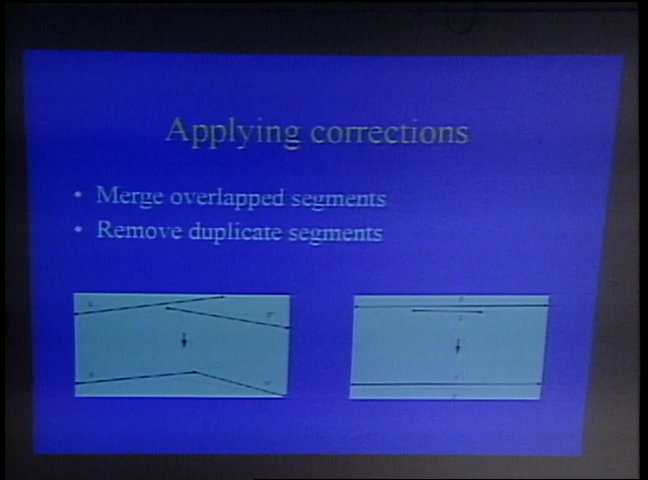 Applying corrections
• Merge overlapped segments
• Remove duplicate segments